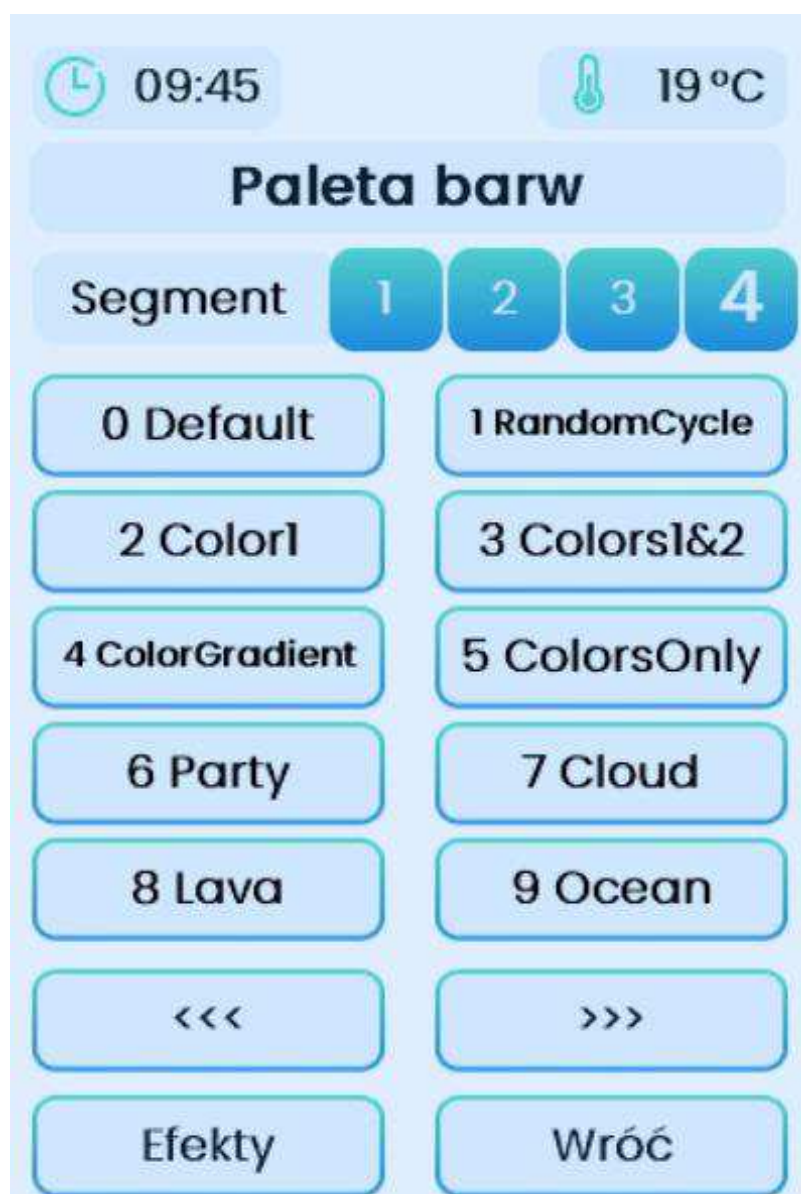 09:45 19 ºC
Paleta barw
Segment 1 2 3 4
0 Default 1 RandomCycle
2 Color1 3 Colors1&2
4 ColorGradient 5 ColorsOnly
6 Party 7 Cloud
8 Lava 9 Ocean
<<< >>>
Efekty Wróć